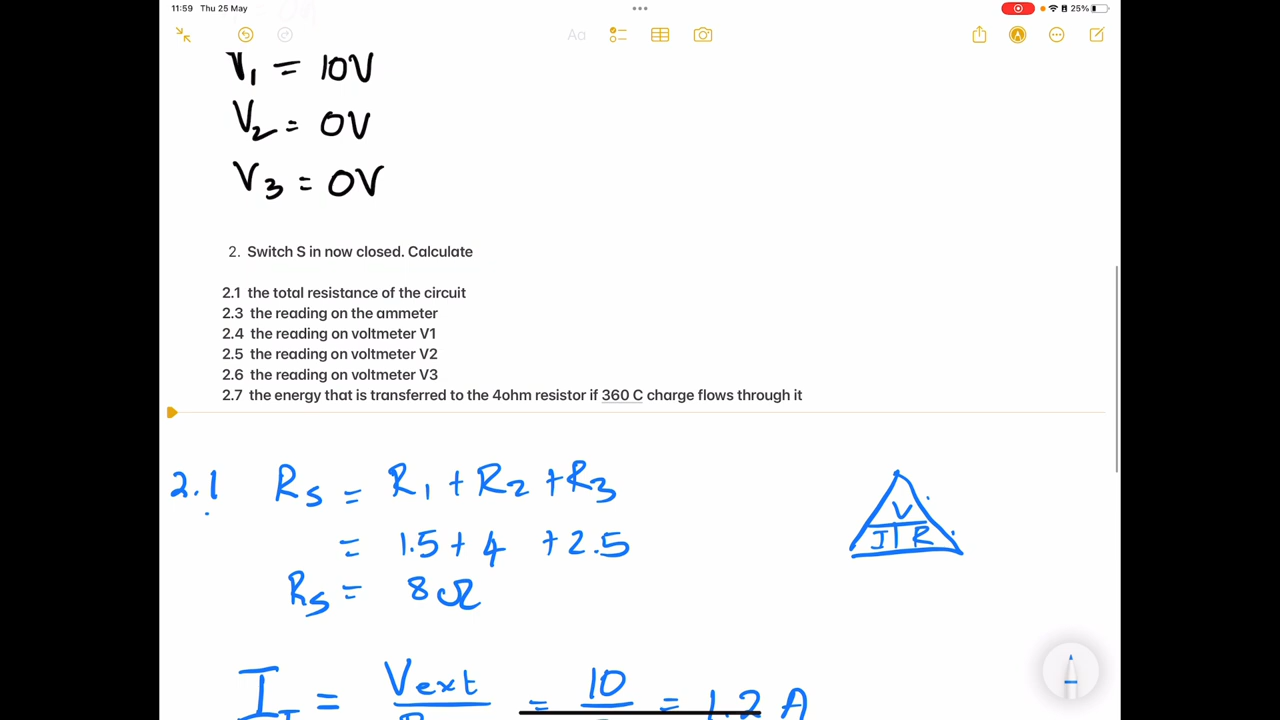 11:59 Thu 25 May
25%
Aa
V1 = 10V
V2 = 0V
V3 = 0V
2. Switch S in now closed. Calculate
2.1 the total resistance of the circuit
2.3 the reading on the ammeter
2.4 the reading on voltmeter V1
2.5 the reading on voltmeter V2
2.6 the reading on voltmeter V3
2.7 the energy that is transferred to the 4ohm resistor if 360 C charge flows through it
2.1 Rs = R1 + R2 + R3
= 1.5 + 4 + 2.5
Rs = 8Ω
V
I R
I = Vext = 10 = 1.2 A